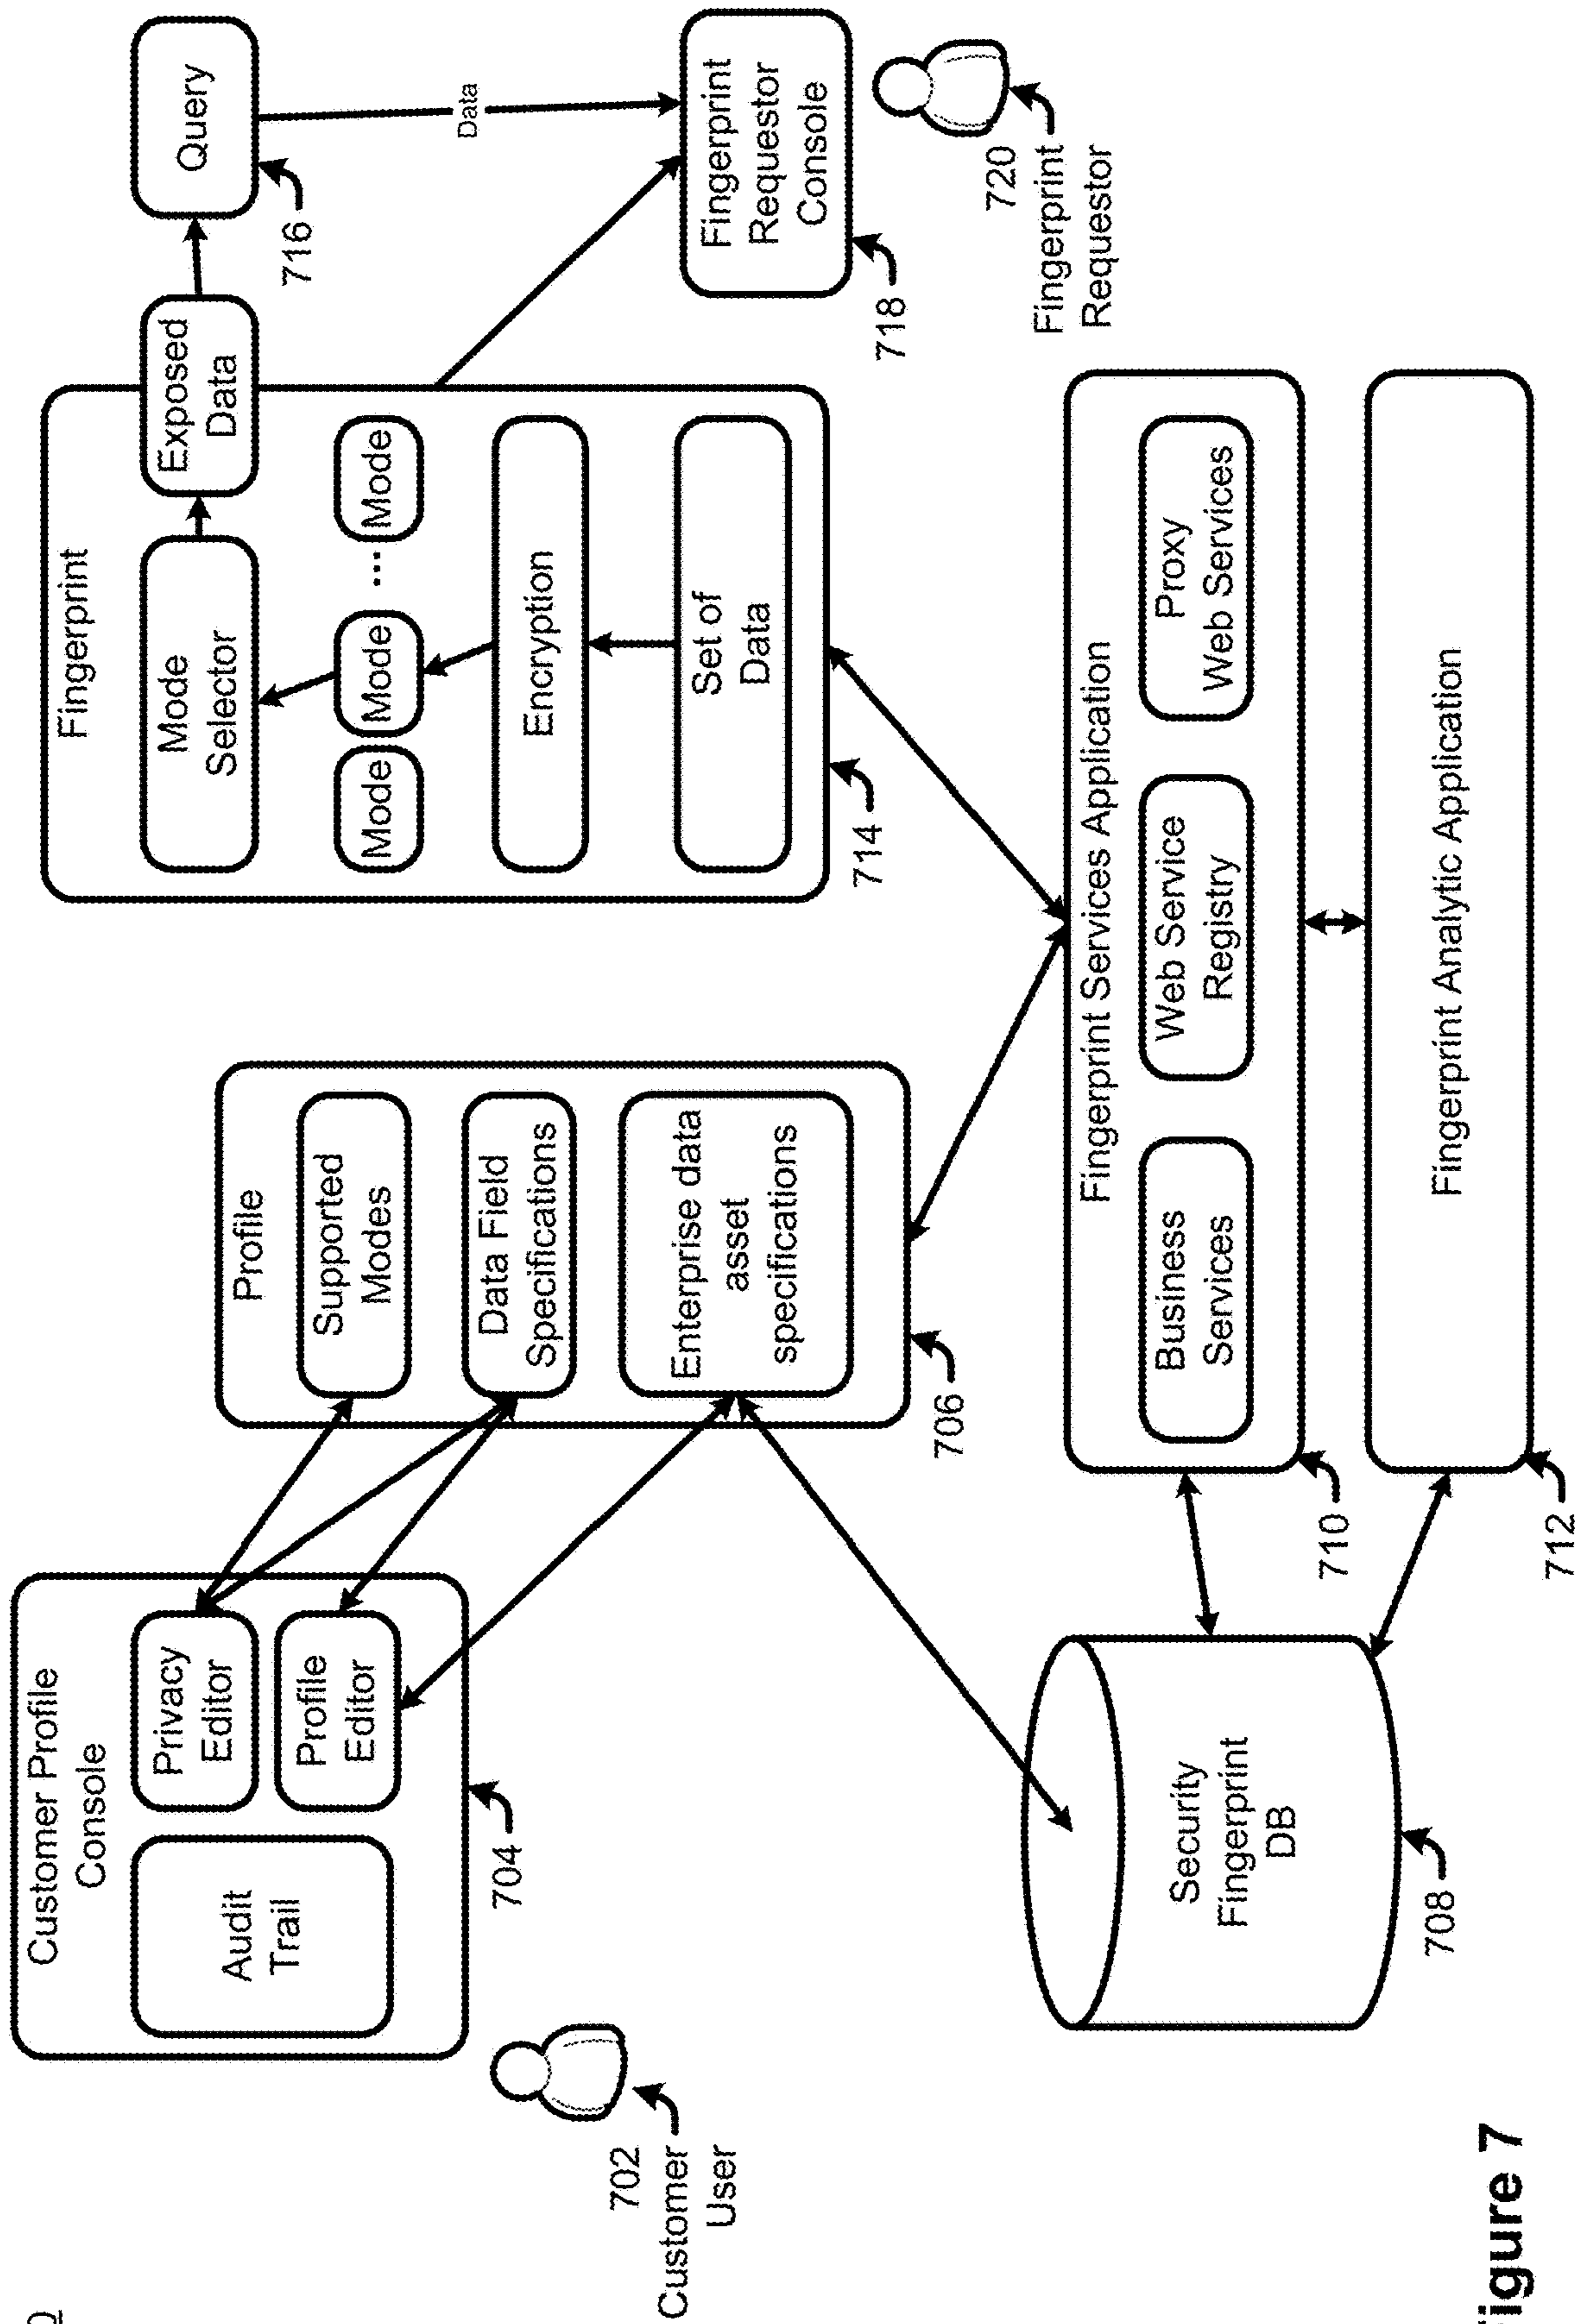 Customer Profile
Console
Audit
Trail
Privacy
Editor
Profile
Editor
704
702
Customer
User
Profile
Supported
Modes
Data Field
Specifications
Enterprise data
asset
specifications
706
Fingerprint
Mode
Selector
Exposed
Data
Mode
Mode
...
Mode
Encryption
Set of
Data
714
Query
716
Data
Fingerprint
Requestor
Console
718
720
Fingerprint
Requestor
Security
Fingerprint
DB
708
Fingerprint Services Application
Business
Services
Web Service
Registry
Proxy
Web Services
710
Fingerprint Analytic Application
712
igure 7